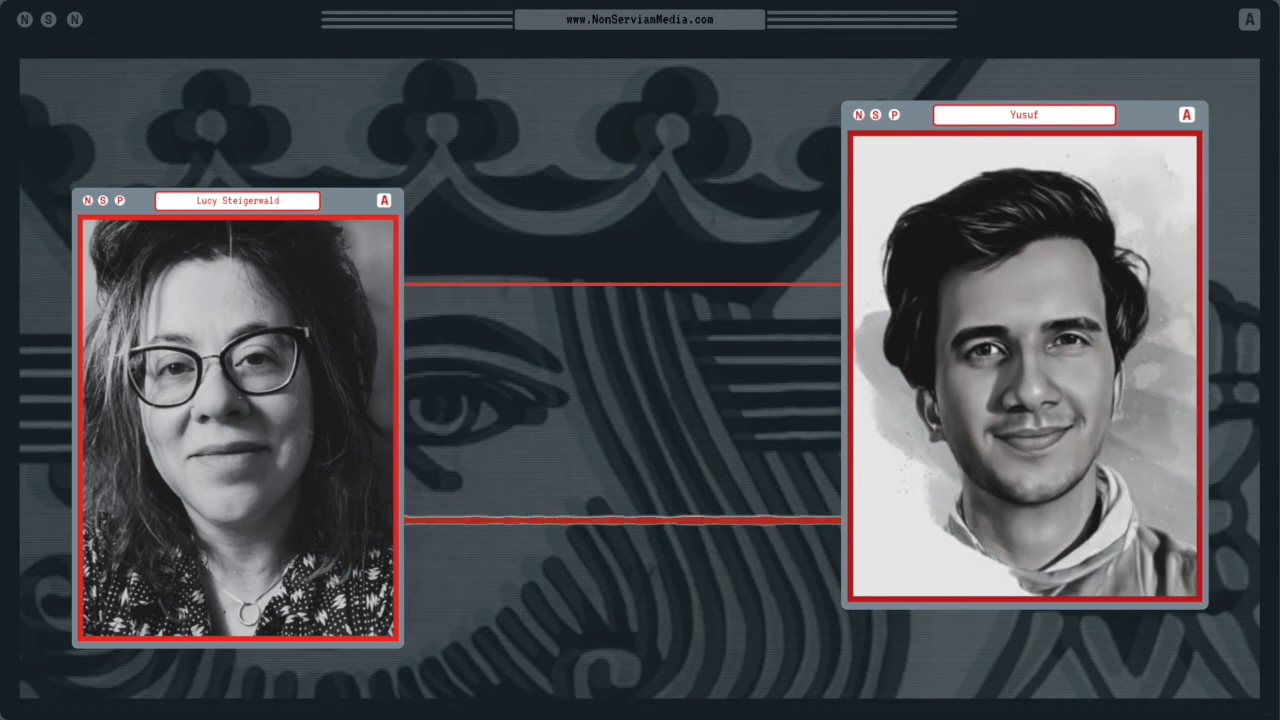 N S N
www.NonServiamMedia.com
A
N S P
Yusuf
A
N S P
Lucy Steigerwald
A